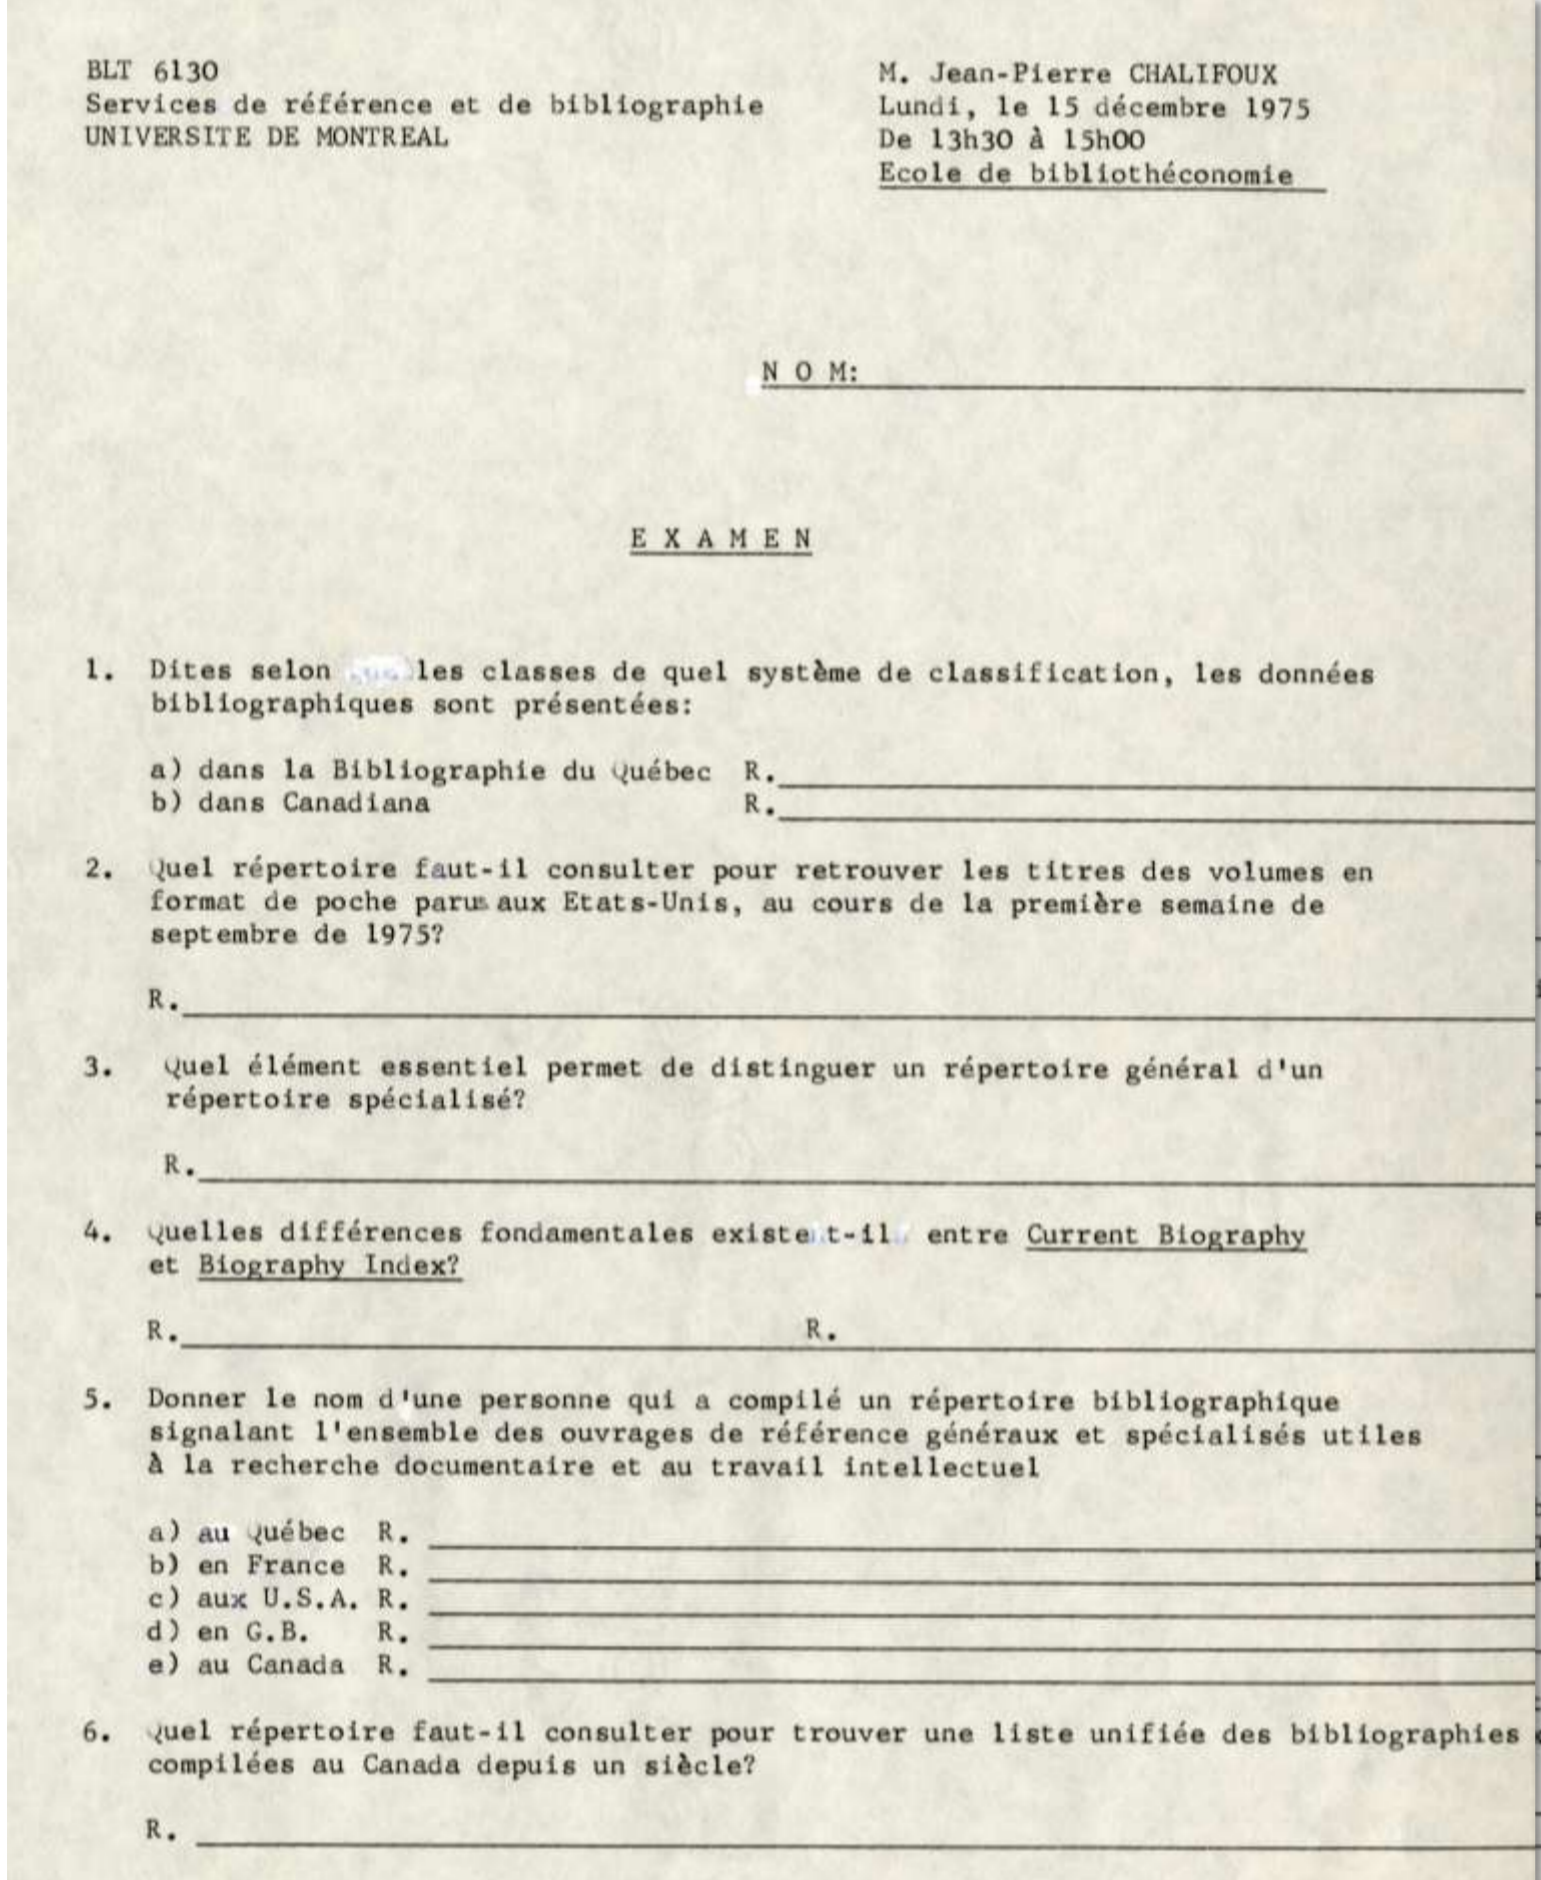 BLT 6130
Services de référence et de bibliographie
UNIVERSITE DE MONTREAL
M. Jean-Pierre CHALIFOUX
Lundi, le 15 décembre 1975
De 13h30 à 15h00
Ecole de bibliothéconomie
N O M:
E X A M E N
1. Dites selon les classes de quel système de classification, les données
bibliographiques sont présentées:
a) dans la Bibliographie du Québec R.
b) dans Canadiana R.
2. Quel répertoire faut-il consulter pour retrouver les titres des volumes en
format de poche parus aux Etats-Unis, au cours de la première semaine de
septembre de 1975?
R.
3. Quel élément essentiel permet de distinguer un répertoire général d'un
répertoire spécialisé?
R.
4. Quelles différences fondamentales existe t-il entre Current Biography
et Biography Index?
R. R.
5. Donner le nom d'une personne qui a compilé un répertoire bibliographique
signalant l'ensemble des ouvrages de référence généraux et spécialisés utiles
à la recherche documentaire et au travail intellectuel
a) au Québec R.
b) en France R.
c) aux U.S.A. R.
d) en G.B. R.
e) au Canada R.
6. Quel répertoire faut-il consulter pour trouver une liste unifiée des bibliographies
compilées au Canada depuis un siècle?
R.